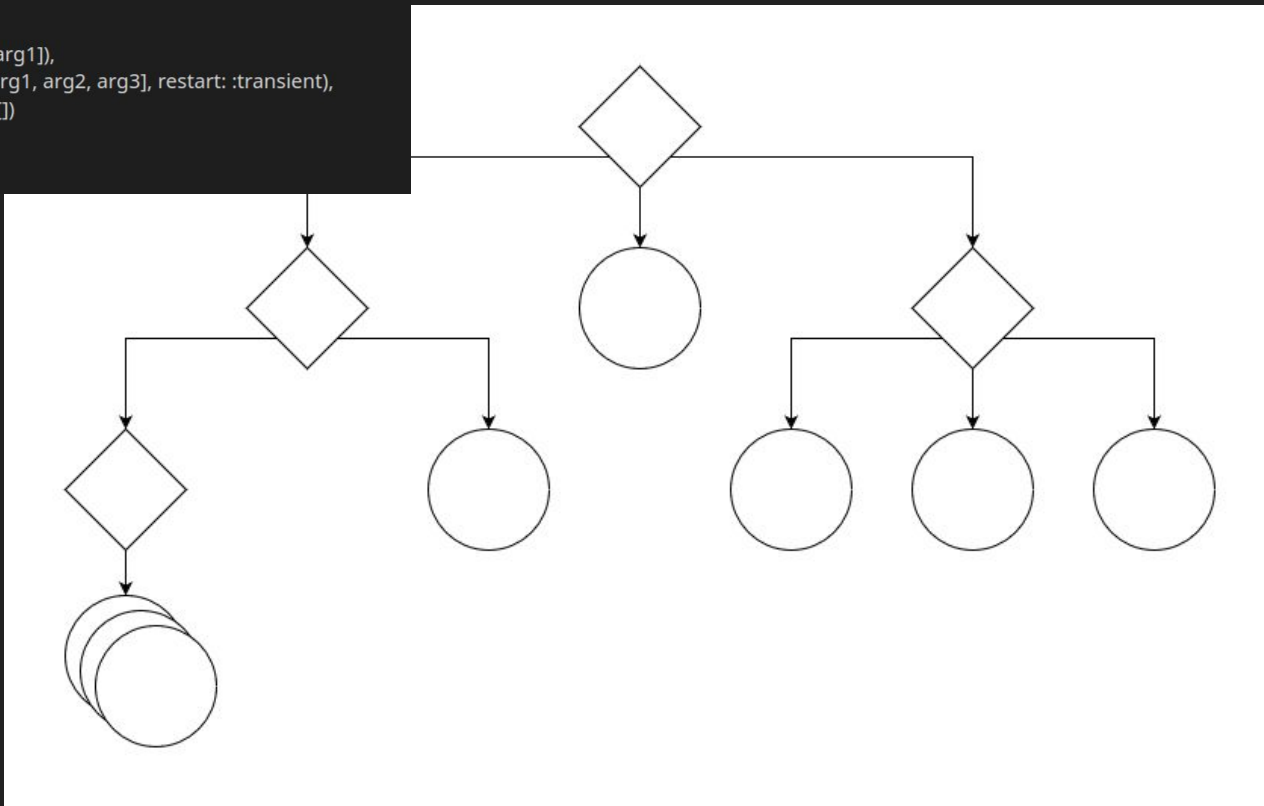 arg1]),
rg1, arg2, arg3], restart: :transient),
[])